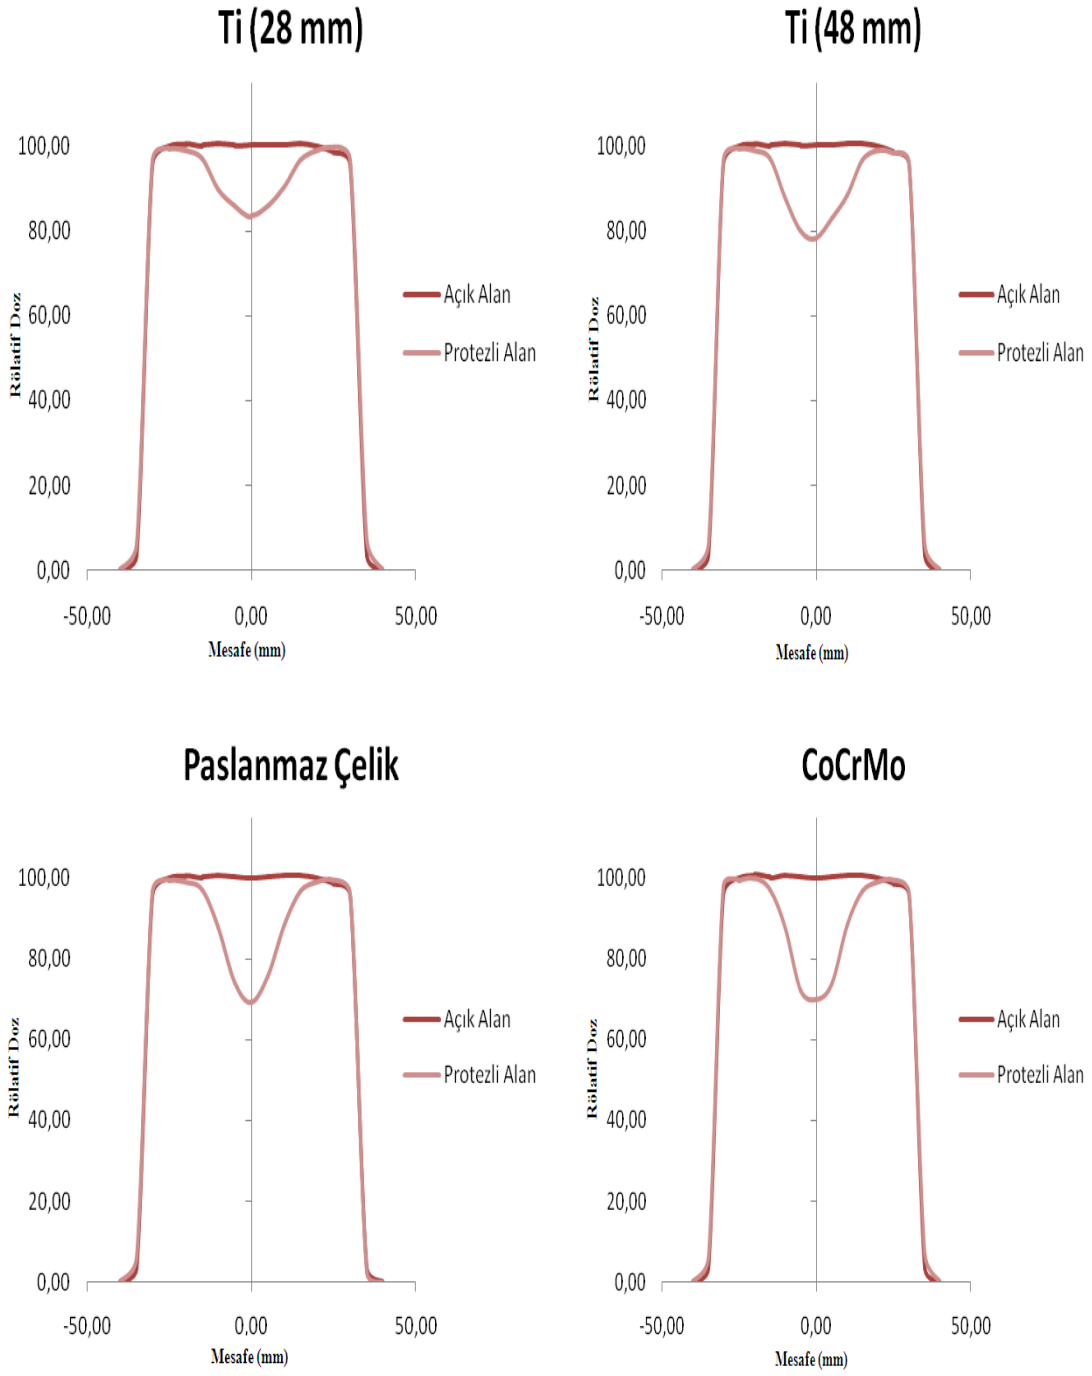 Ti (28 mm)
100,00
80,00
60,00
40,00
20,00
0,00
-50,00 0,00 50,00
Rölatif Doz
Mesafe (mm)
Açık Alan
Protezli Alan
Ti (48 mm)
100,00
80,00
60,00
40,00
20,00
0,00
-50,00 0,00 50,00
Rölatif Doz
Mesafe (mm)
Açık Alan
Protezli Alan
Paslanmaz Çelik
100,00
80,00
60,00
40,00
20,00
0,00
-50,00 0,00 50,00
Rölatif Doz
Mesafe (mm)
Açık Alan
Protezli Alan
CoCrMo
100,00
80,00
60,00
40,00
20,00
0,00
-50,00 0,00 50,00
Rölatif Doz
Mesafe (mm)
Açık Alan
Protezli Alan